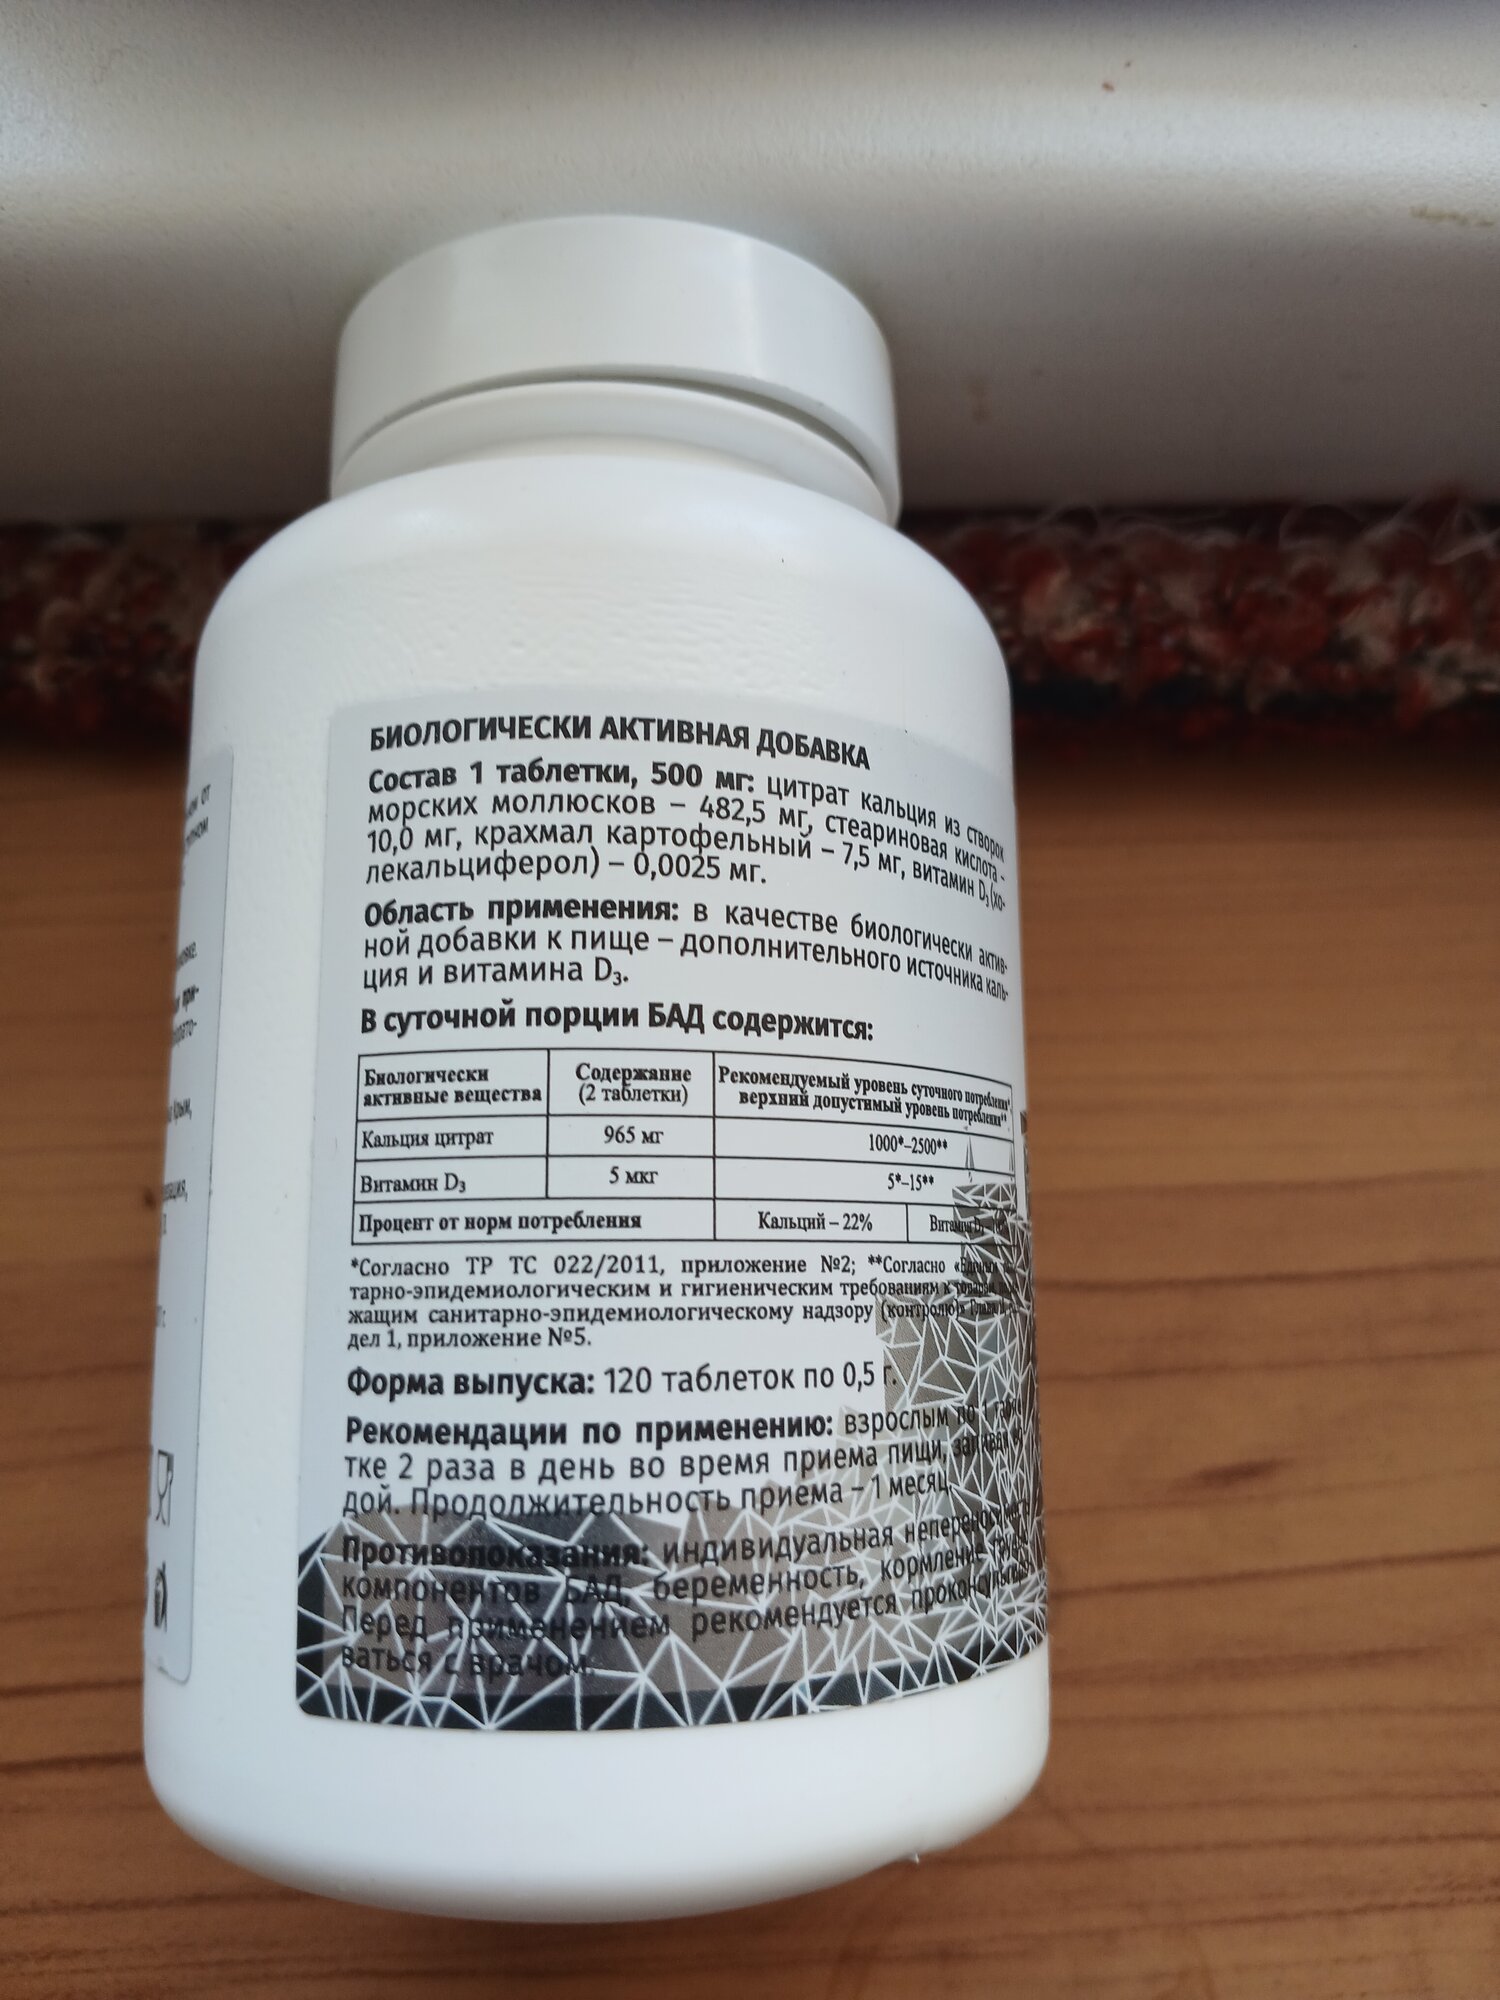 БИОЛОГИЧЕСКИ АКТИВНАЯ ДОБАВКА
Состав 1 таблетки, 500 мг: цитрат кальция из створок
морских моллюсков – 482,5 мг, стеариновая кислота -
10,0 мг, крахмал картофельный – 7,5 мг, витамин D₃ (хо-
лекальциферол) – 0,0025 мг.
Область применения: в качестве биологически актив-
ной добавки к пище – дополнительного источника каль-
ция и витамина D₃.
В суточной порции БАД содержится:
Биологически активные вещества
Содержание (2 таблетки)
Рекомендуемый уровень суточного потребления*, верхний допустимый уровень потребления**
Кальция цитрат 965 мг 1000*–2500**
Витамин D₃ 5 мкг 5*–15**
Процент от норм потребления Кальций – 22% Витамин D₃
*Согласно ТР ТС 022/2011, приложение №2; **Согласно
тарно-эпидемиологическим и гигиеническим требованиям к
жащим санитарно-эпидемиологическому надзору (контролю)»
дел 1, приложение №5.
Форма выпуска: 120 таблеток по 0,5 г.
Рекомендации по применению: взрослым по 1
тке 2 раза в день во время приема пищи,
дой. Продолжительность приема – 1 месяц.
Противопоказания: индивидуальная непереносимость
компонентов БАД, беременность, кормление грудью.
Перед применением рекомендуется проконсультиро-
ваться с врачом.